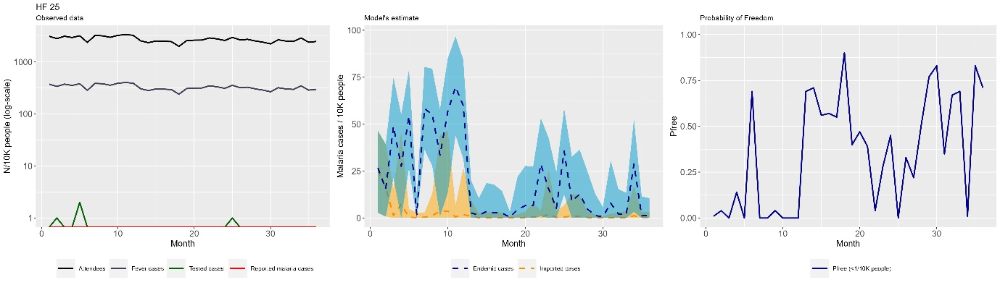 HF 25
Observed data
N/10K people (log-scale)
1000
100
10
1
0
10
20
30
Month
Attendees
Fever cases
Tested cases
Reported malaria cases
Model's estimate
Malaria cases / 10K people
100
75
50
25
0
0
10
20
30
Month
Endemic cases
Imported cases
Probability of Freedom
Pfree
1.00
0.75
0.50
0.25
0.00
0
10
20
30
Month
Pfree (<1/10K people)